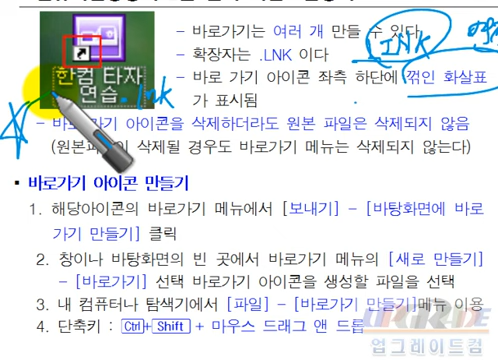 – 바로가기는 여러 개 만들 수 있다
– 확장자는 .LNK 이다
LNK
– 바로 가기 아이콘 좌측 하단에 꺾인 화살표
가 표시됨
한컴 타자
연습
.lnk
– 바로가기 아이콘을 삭제하더라도 원본 파일은 삭제되지 않음
(원본파 이 삭제될 경우도 바로가기 메뉴는 삭제되지 않는다)
▪ 바로가기 아이콘 만들기
1. 해당아이콘의 바로가기 메뉴에서 [보내기] – [바탕화면에 바로
가기 만들기] 클릭
2. 창이나 바탕화면의 빈 곳에서 바로가기 메뉴의 [새로 만들기]
– [바로가기] 선택 바로가기 아이콘을 생성할 파일을 선택
3. 내 컴퓨터나 탐색기에서 [파일] – [바로가기 만들기]메뉴 이용
4. 단축키 : Ctrl+ Shift + 마우스 드래그 앤 드롭
업그레이드컴